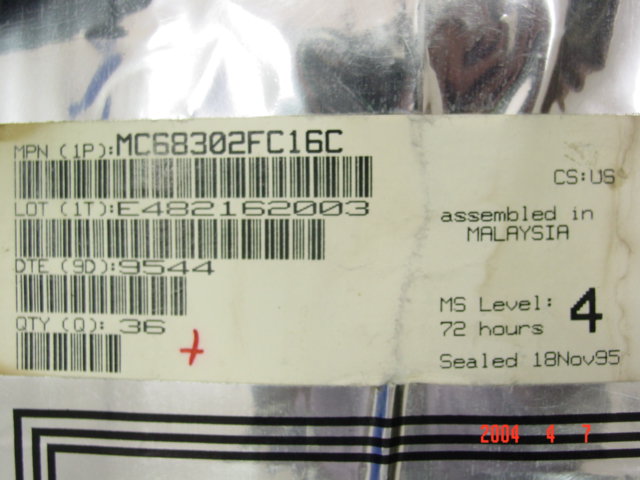 MPN (1P):MC68302FC16C
CS:US
LOT (1T):E482162003
assembled in
MALAYSIA
DTE (9D):9544
MS Level: 4
72 hours
QTY (Q): 36
Sealed 18Nov95
2004 4 7